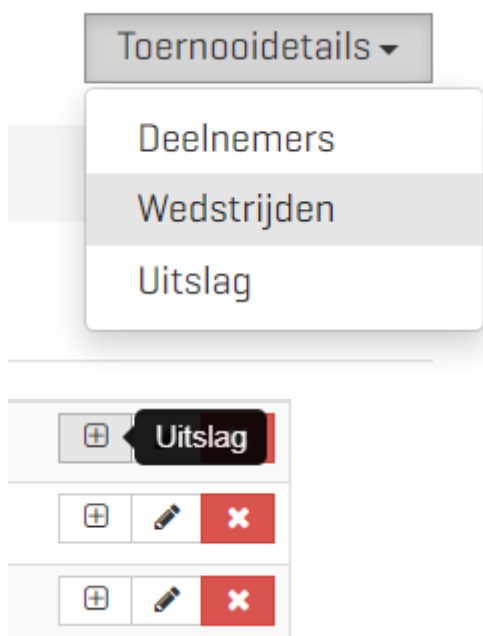 Toernooidetails
Deelnemers
Wedstrijden
Uitslag
Uitslag